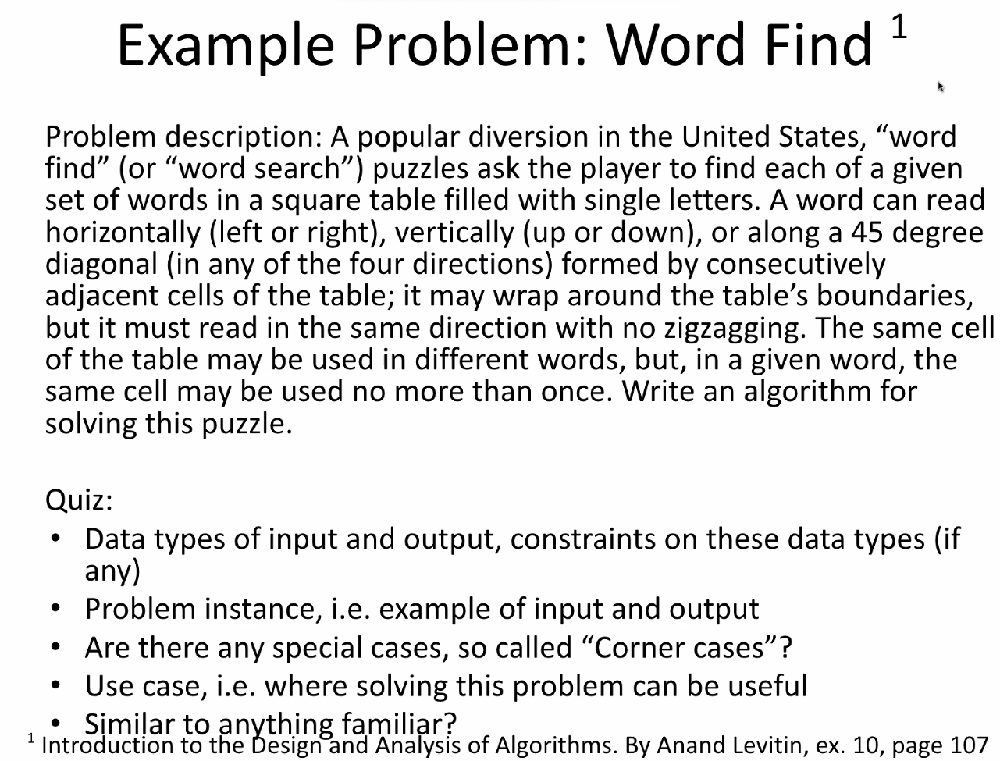 Example Problem: Word Find 1
Problem description: A popular diversion in the United States, “word
find” (or “word search”) puzzles ask the player to find each of a given
set of words in a square table filled with single letters. A word can read
horizontally (left or right), vertically (up or down), or along a 45 degree
diagonal (in any of the four directions) formed by consecutively
adjacent cells of the table; it may wrap around the table’s boundaries,
but it must read in the same direction with no zigzagging. The same cell
of the table may be used in different words, but, in a given word, the
same cell may be used no more than once. Write an algorithm for
solving this puzzle.
Quiz:
• Data types of input and output, constraints on these data types (if
any)
• Problem instance, i.e. example of input and output
• Are there any special cases, so called “Corner cases”?
• Use case, i.e. where solving this problem can be useful
• Similar to anything familiar?
1 Introduction to the Design and Analysis of Algorithms. By Anand Levitin, ex. 10, page 107